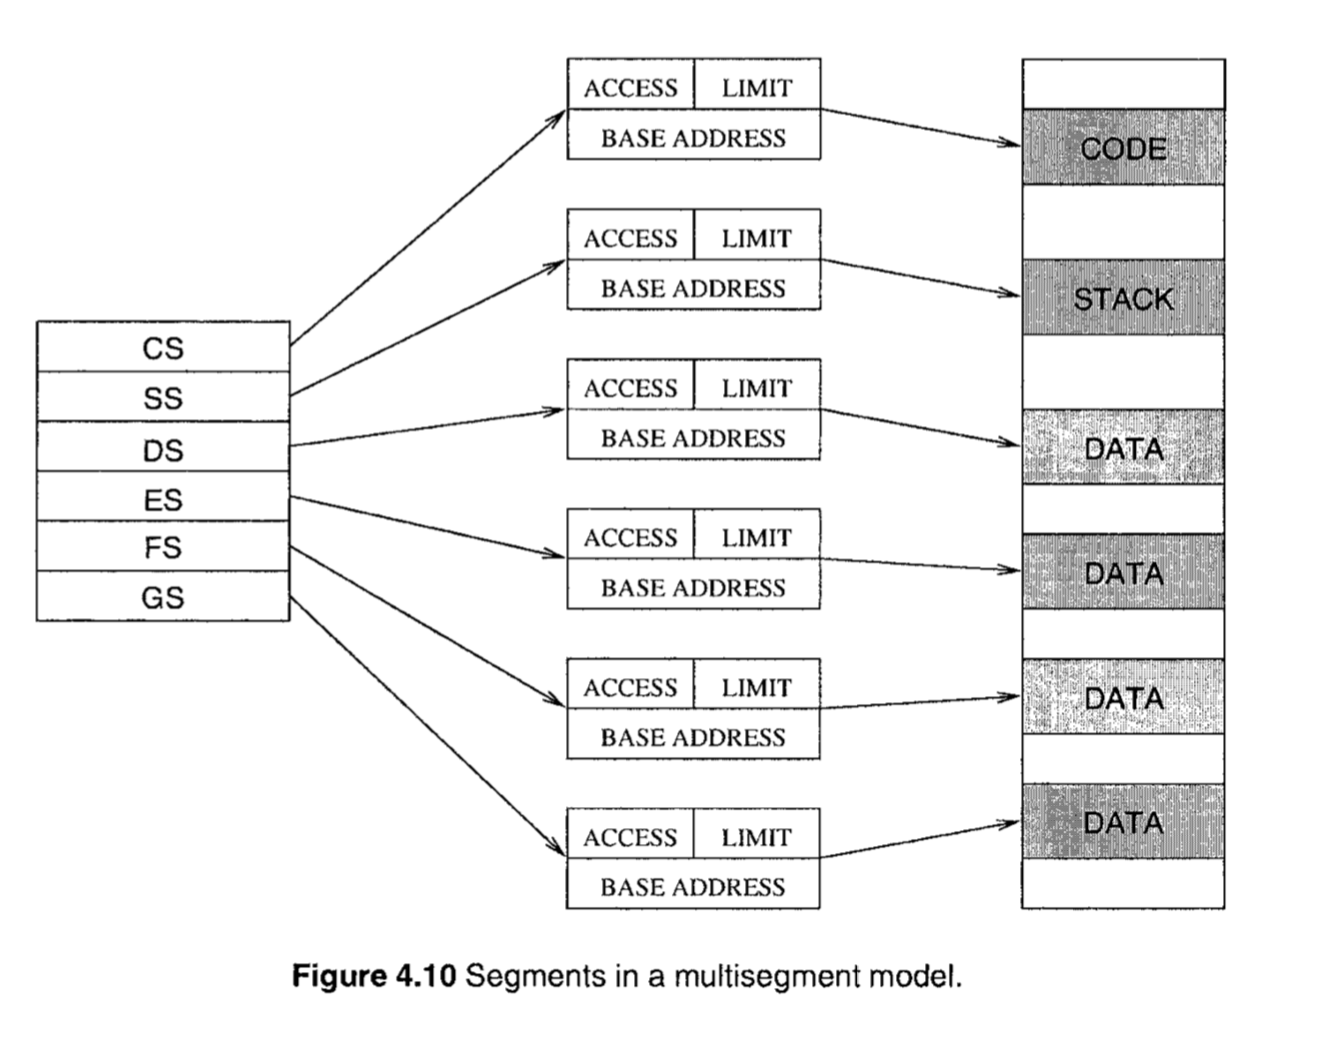 CS
SS
DS
ES
FS
GS
ACCESS LIMIT
BASE ADDRESS
ACCESS LIMIT
BASE ADDRESS
ACCESS LIMIT
BASE ADDRESS
ACCESS LIMIT
BASE ADDRESS
ACCESS LIMIT
BASE ADDRESS
ACCESS LIMIT
BASE ADDRESS
CODE
STACK
DATA
DATA
DATA
DATA
Figure 4.10 Segments in a multisegment model.